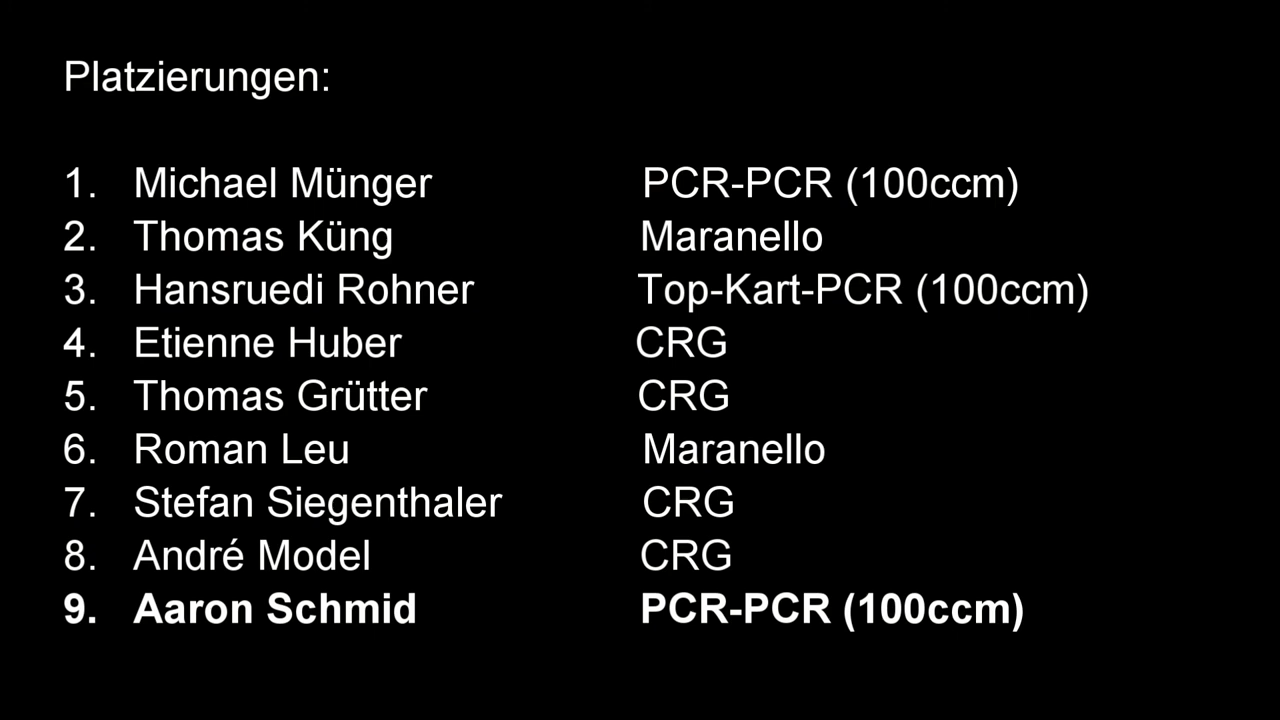 Platzierungen:
1. Michael Münger PCR-PCR (100ccm)
2. Thomas Küng Maranello
3. Hansruedi Rohner Top-Kart-PCR (100ccm)
4. Etienne Huber CRG
5. Thomas Grütter CRG
6. Roman Leu Maranello
7. Stefan Siegenthaler CRG
8. André Model CRG
9. Aaron Schmid PCR-PCR (100ccm)